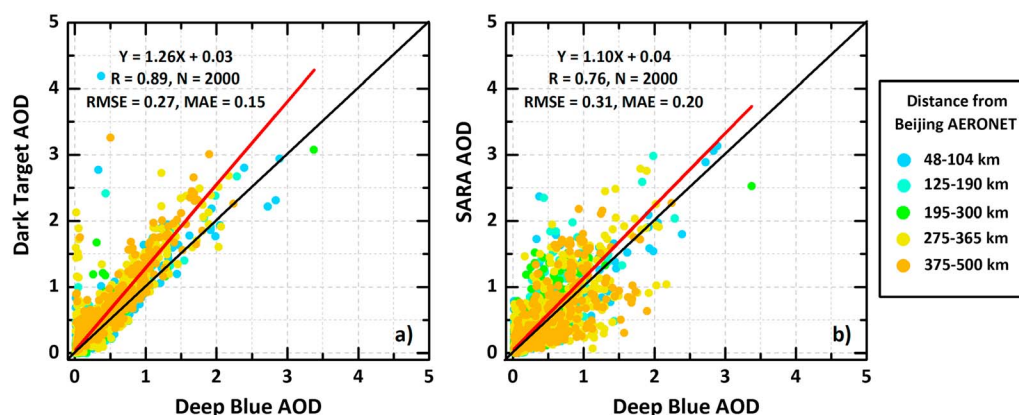 Y = 1.26X + 0.03
R = 0.89, N = 2000
RMSE = 0.27, MAE = 0.15
5
4
3
2
1
0
Dark Target AOD
a)
0 1 2 3 4 5
Deep Blue AOD
Y = 1.10X + 0.04
R = 0.76, N = 2000
RMSE = 0.31, MAE = 0.20
5
4
3
2
1
0
SARA AOD
b)
0 1 2 3 4 5
Deep Blue AOD
Distance from
Beijing AERONET
48-104 km
125-190 km
195-300 km
275-365 km
375-500 km